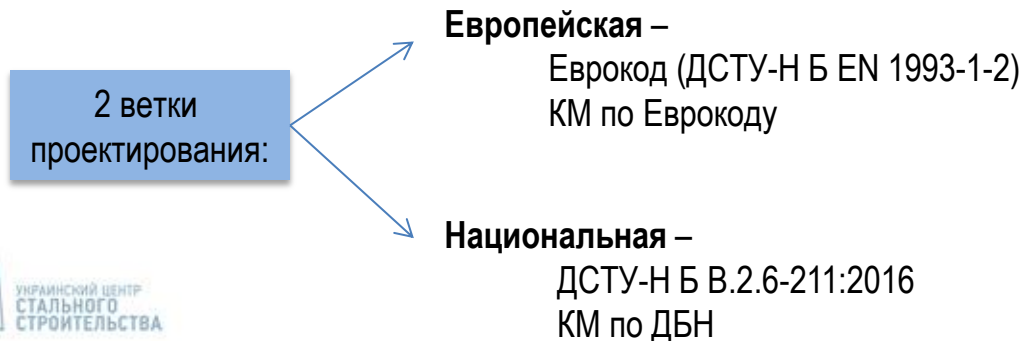 2 ветки
проектирования:
Европейская –
Еврокод (ДСТУ-Н Б EN 1993-1-2)
КМ по Еврокоду
Национальная –
ДСТУ-Н Б В.2.6-211:2016
КМ по ДБН
УКРАИНСКИЙ ЦЕНТР
СТАЛЬНОГО
СТРОИТЕЛЬСТВА